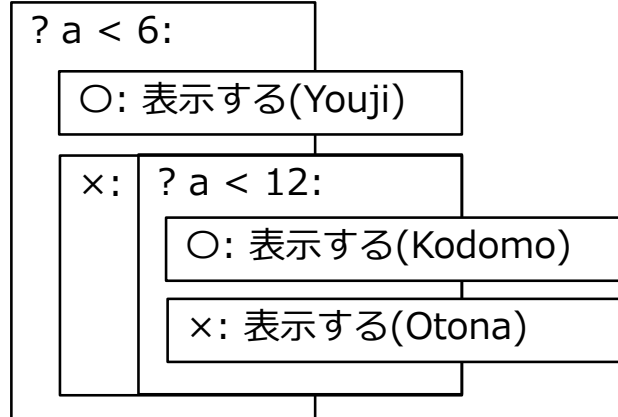 ? a < 6:
○: 表示する(Youji)
×: ? a < 12:
○: 表示する(Kodomo)
×: 表示する(Otona)